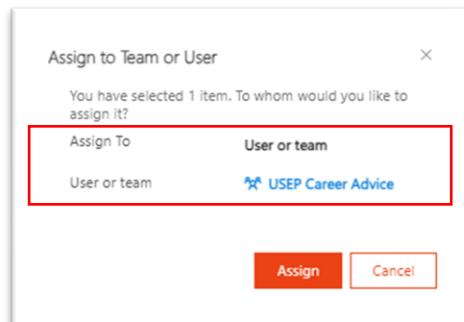 Assign to Team or User
You have selected 1 item. To whom would you like to
assign it?
Assign To User or team
User or team USEP Career Advice
Assign Cancel